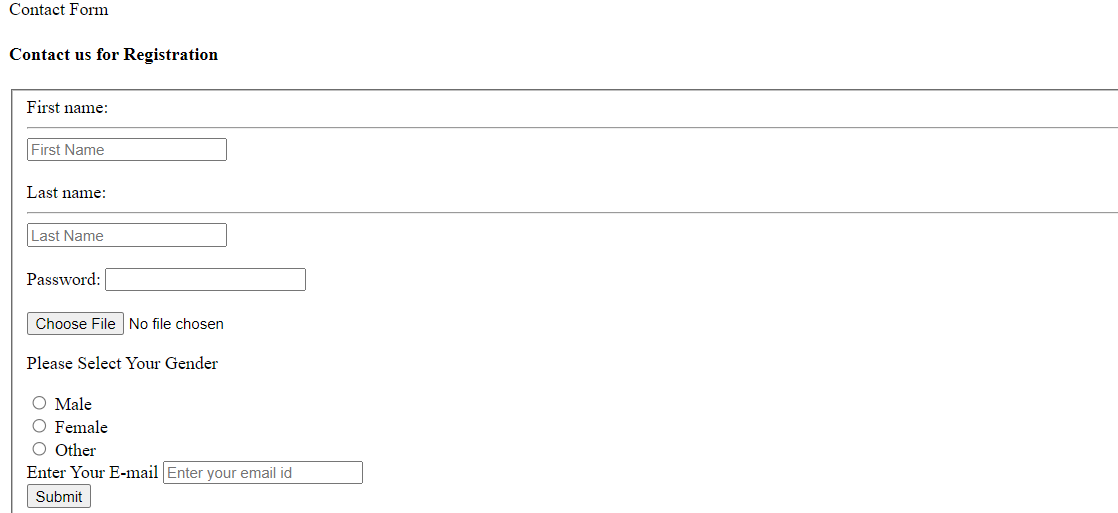 Contact Form
Contact us for Registration
First name:
First Name
Last name:
Last Name
Password:
Choose File No file chosen
Please Select Your Gender
Male
Female
Other
Enter Your E-mail Enter your email id
Submit